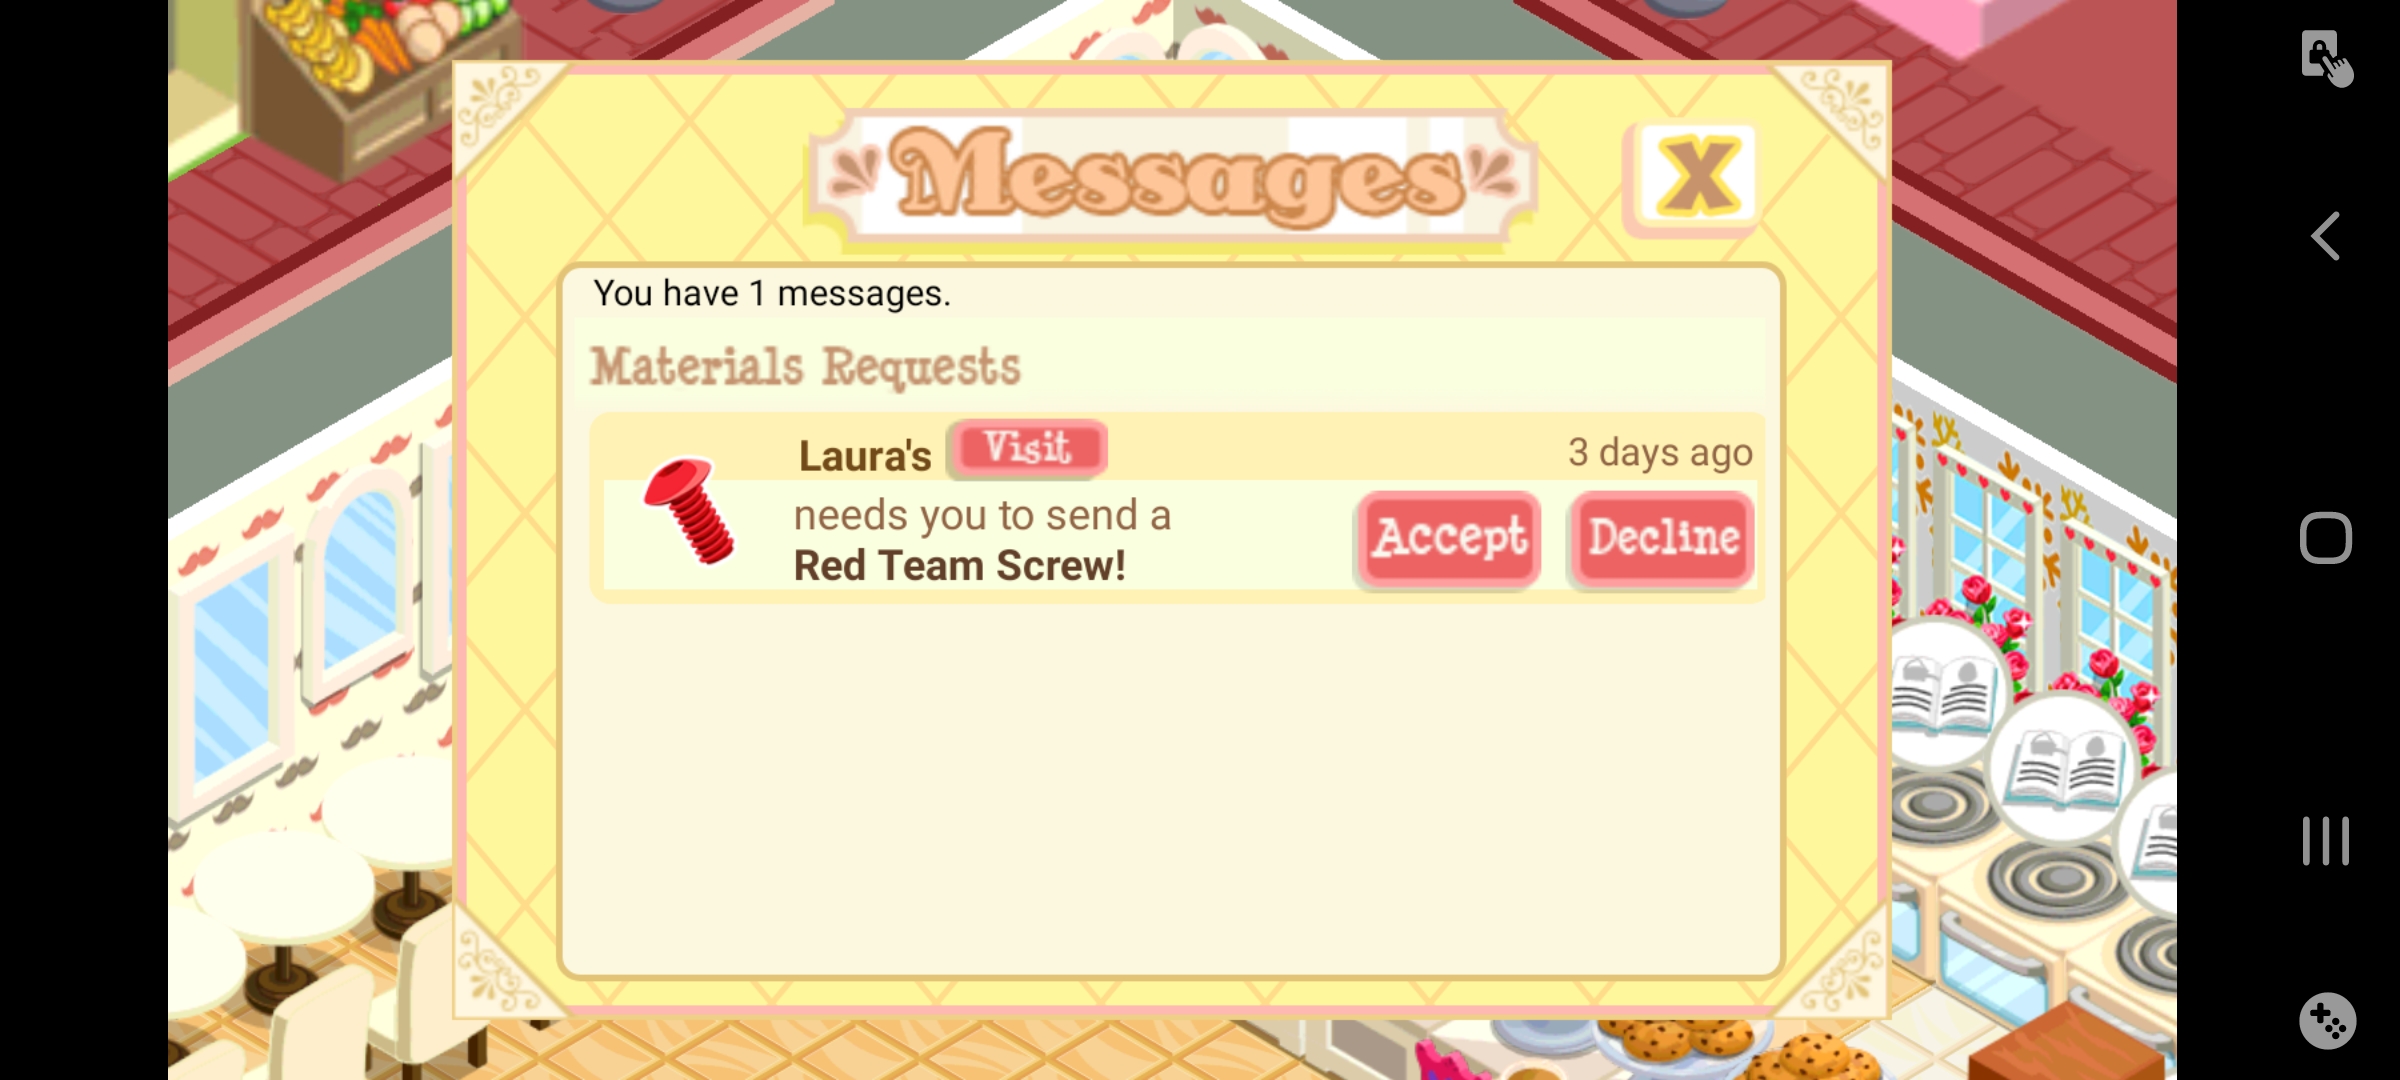 Messages
X
You have 1 messages.
Materials Requests
Laura's Visit 3 days ago
needs you to send a
Red Team Screw!
Accept Decline